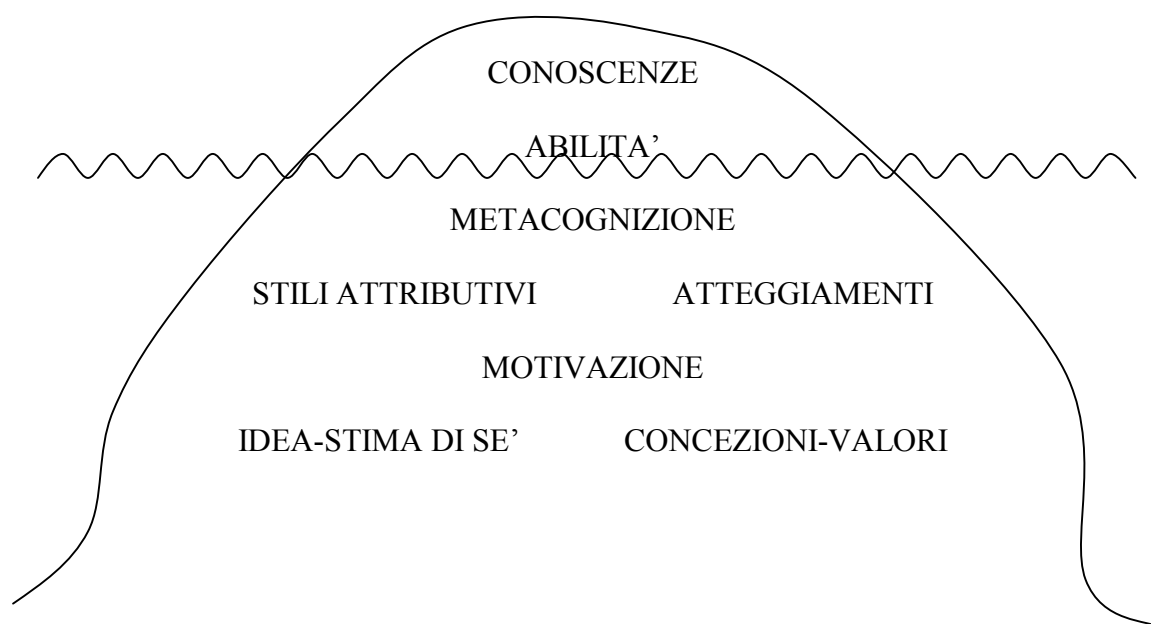 CONOSCENZE
ABILITA’
METACOGNIZIONE
STILI ATTRIBUTIVI ATTEGGIAMENTI
MOTIVAZIONE
IDEA-STIMA DI SE’ CONCEZIONI-VALORI